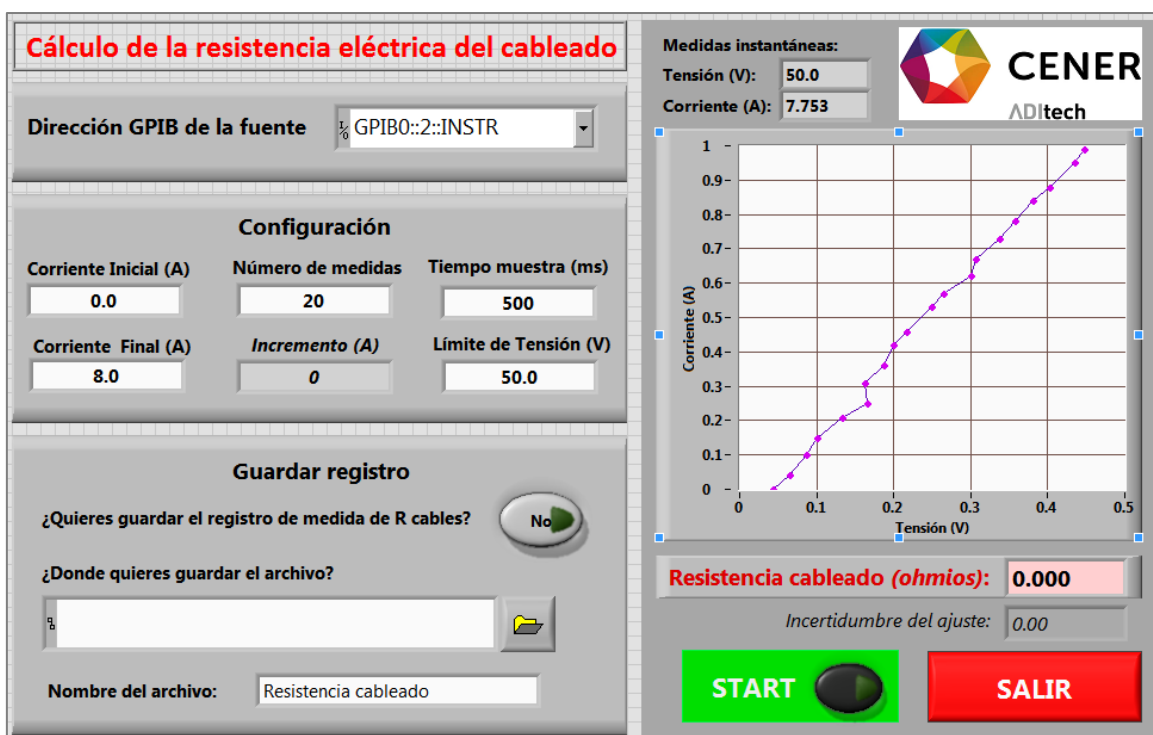 Cálculo de la resistencia eléctrica del cableado
Dirección GPIB de la fuente
GPIB0::2::INSTR
Configuración
Corriente Inicial (A) Número de medidas Tiempo muestra (ms)
0.0 20 500
Corriente Final (A) Incremento (A) Límite de Tensión (V)
8.0 0 50.0
Guardar registro
¿Quieres guardar el registro de medida de R cables?
No
¿Donde quieres guardar el archivo?
Nombre del archivo: Resistencia cableado
Medidas instantáneas:
Tensión (V): 50.0
Corriente (A): 7.753
CENER
ADItech
Corriente (A)
1
0.9
0.8
0.7
0.6
0.5
0.4
0.3
0.2
0.1
0
0 0.1 0.2 0.3 0.4 0.5
Tensión (V)
Resistencia cableado (ohmios): 0.000
Incertidumbre del ajuste: 0.00
START
SALIR